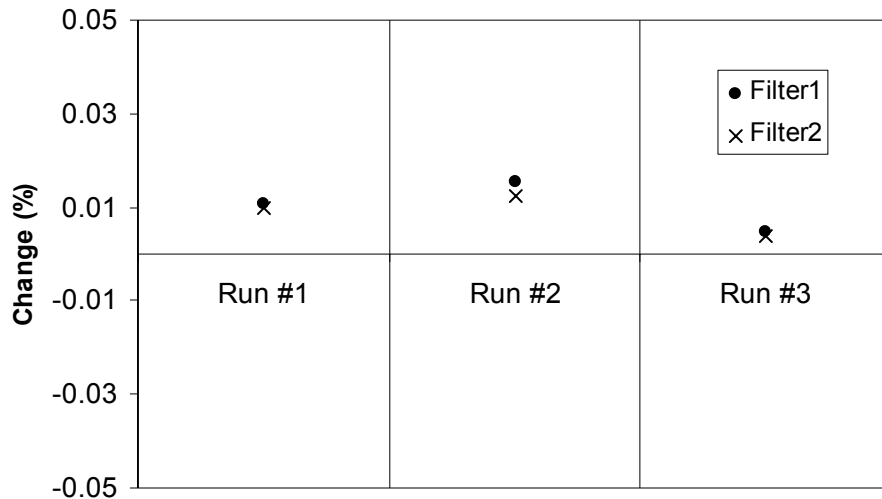 0.05
0.03
0.01
-0.01
-0.03
-0.05
Change (%)
Filter1
Filter2
Run #1
Run #2
Run #3